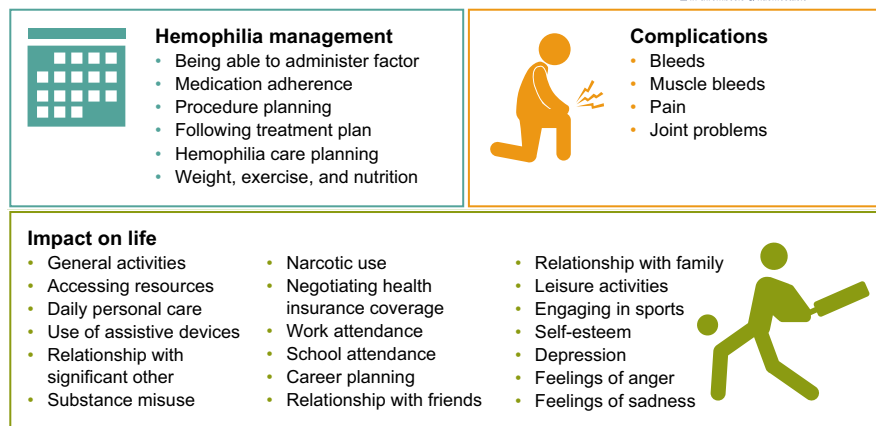 Hemophilia management
• Being able to administer factor
• Medication adherence
• Procedure planning
• Following treatment plan
• Hemophilia care planning
• Weight, exercise, and nutrition
Complications
• Bleeds
• Muscle bleeds
• Pain
• Joint problems
Impact on life
• General activities
• Accessing resources
• Daily personal care
• Use of assistive devices
• Relationship with
significant other
• Substance misuse
• Narcotic use
• Negotiating health
insurance coverage
• Work attendance
• School attendance
• Career planning
• Relationship with friends
• Relationship with family
• Leisure activities
• Engaging in sports
• Self-esteem
• Depression
• Feelings of anger
• Feelings of sadness